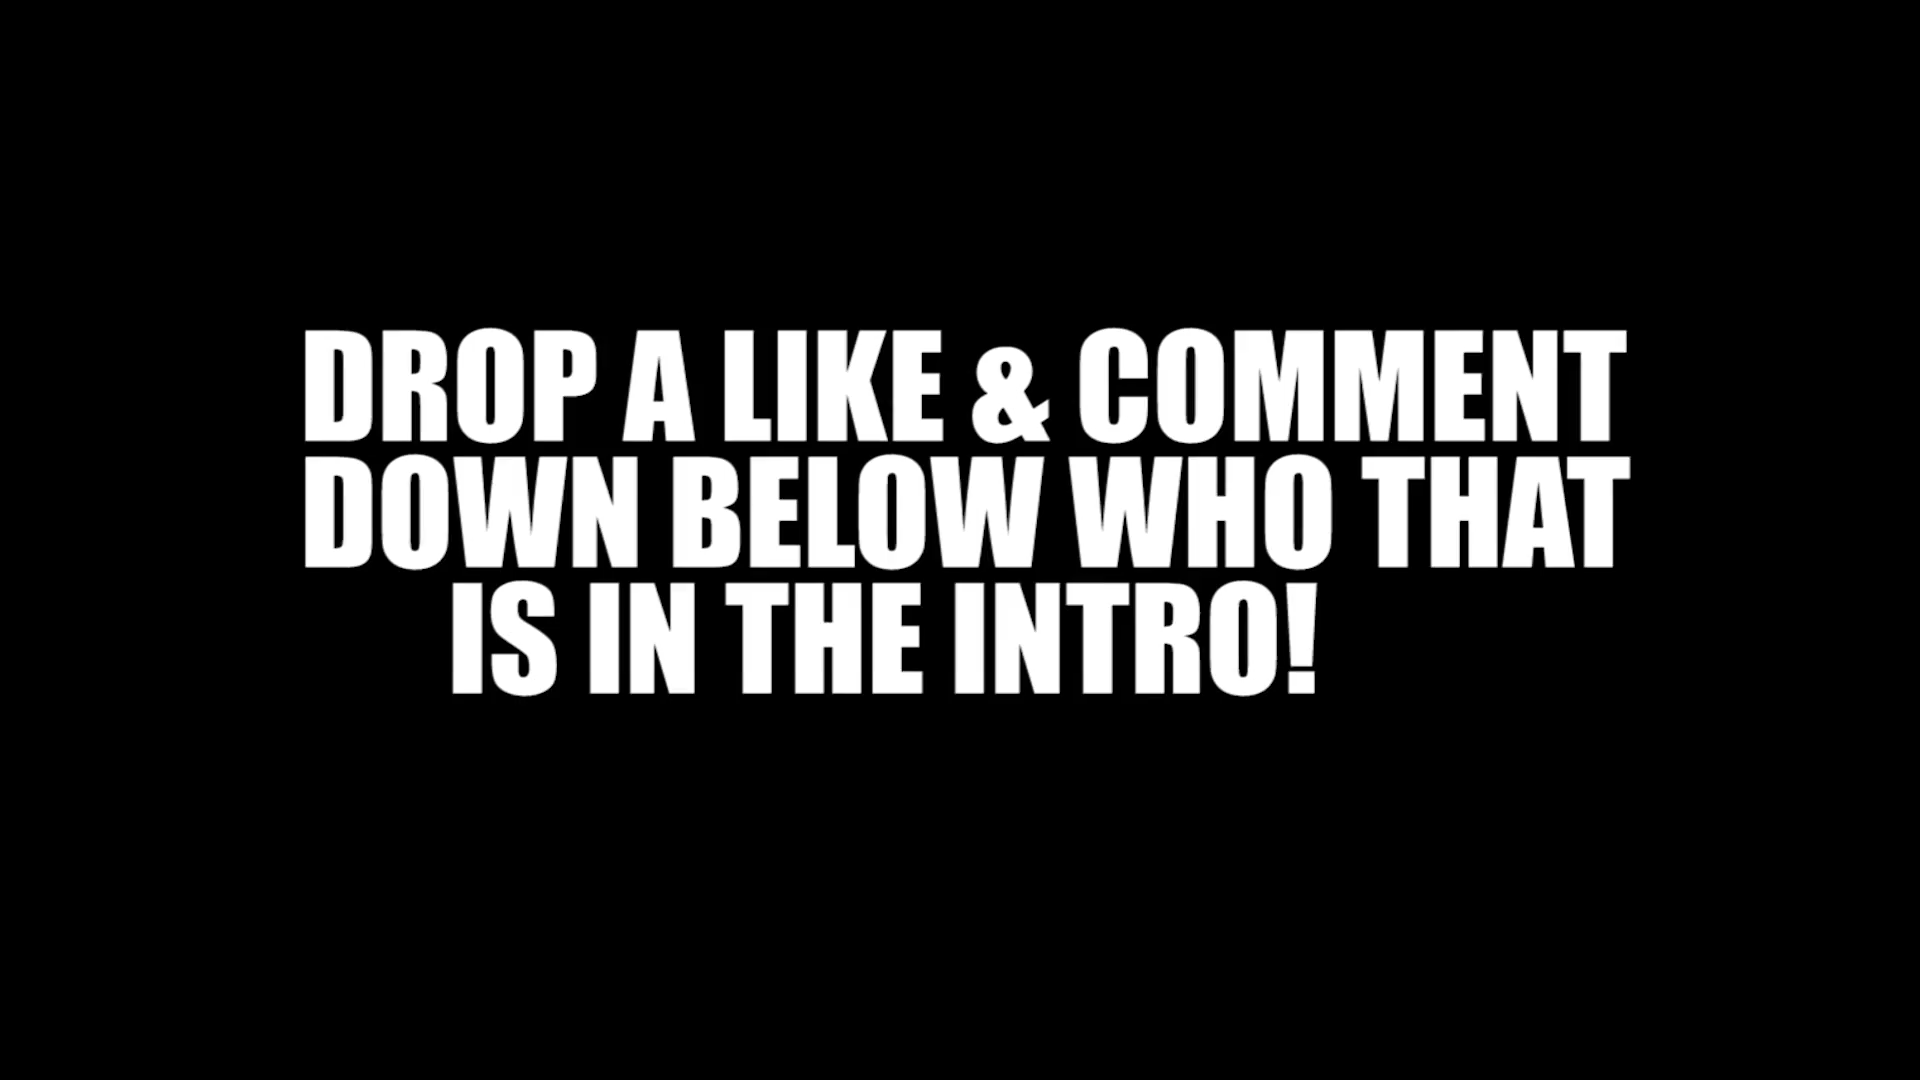 DROP A LIKE & COMMENT
DOWN BELOW WHO THAT
IS IN THE INTRO!